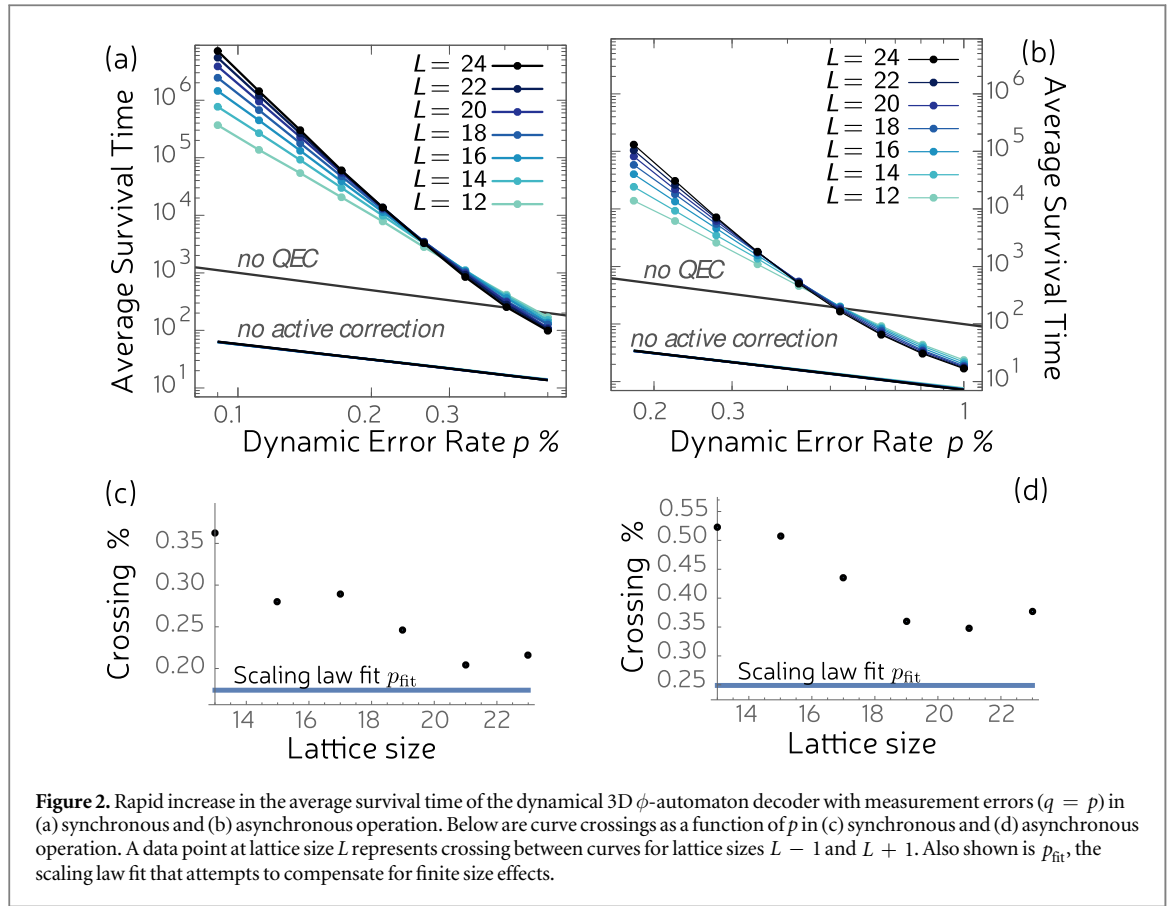 (a)
Average Survival Time
10^6
10^5
10^4
10^3
10^2
10^1
L = 24
L = 22
L = 20
L = 18
L = 16
L = 14
L = 12
no QEC
no active correction
0.1
0.2
0.3
Dynamic Error Rate p %
(b)
L = 24
L = 22
L = 20
L = 18
L = 16
L = 14
L = 12
10^6
10^5
10^4
10^3
10^2
10^1
Average Survival Time
no QEC
no active correction
0.2
0.3
1
Dynamic Error Rate p %
(c)
Crossing %
0.35
0.30
0.25
0.20
Scaling law fit p_fit
14 16 18 20 22
Lattice size
(d)
Crossing %
0.55
0.50
0.45
0.40
0.35
0.30
0.25
Scaling law fit p_fit
14 16 18 20 22
Lattice size
Figure 2. Rapid increase in the average survival time of the dynamical 3D ϕ-automaton decoder with measurement errors (q = p) in
(a) synchronous and (b) asynchronous operation. Below are curve crossings as a function of p in (c) synchronous and (d) asynchronous
operation. A data point at lattice size L represents crossing between curves for lattice sizes L − 1 and L + 1. Also shown is p_fit, the
scaling law fit that attempts to compensate for finite size effects.